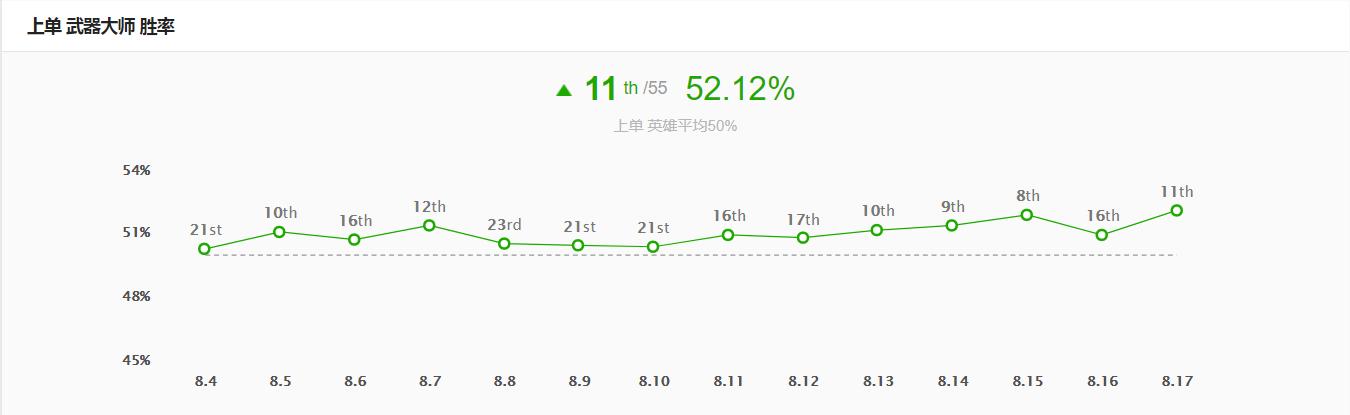 上单 武器大师 胜率
11 th /55 52.12%
上单 英雄平均50%
54%
51%
48%
45%
21st 10th 16th 12th 23rd 21st 21st 16th 17th 10th 9th 8th 16th 11th
8.4 8.5 8.6 8.7 8.8 8.9 8.10 8.11 8.12 8.13 8.14 8.15 8.16 8.17